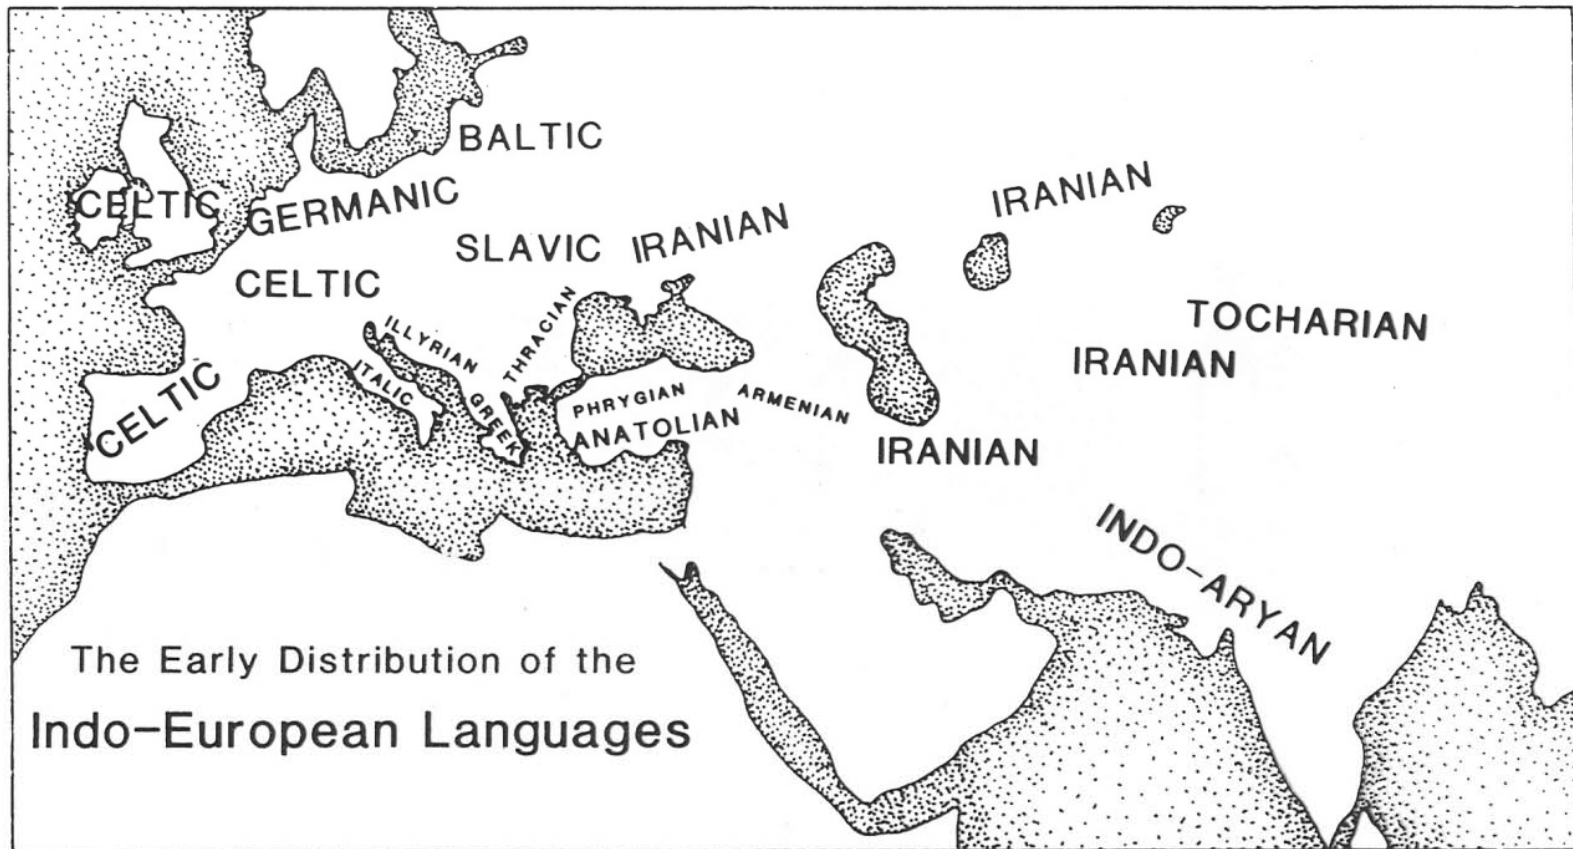 BALTIC
CELTIC
GERMANIC
IRANIAN
SLAVIC
IRANIAN
CELTIC
ILLYRIAN
THRACIAN
TOCHARIAN
IRANIAN
ITALIC
CELTIC
GREEK
PHRYGIAN
ARMENIAN
ANATOLIAN
IRANIAN
INDO-ARYAN
The Early Distribution of the
Indo-European Languages